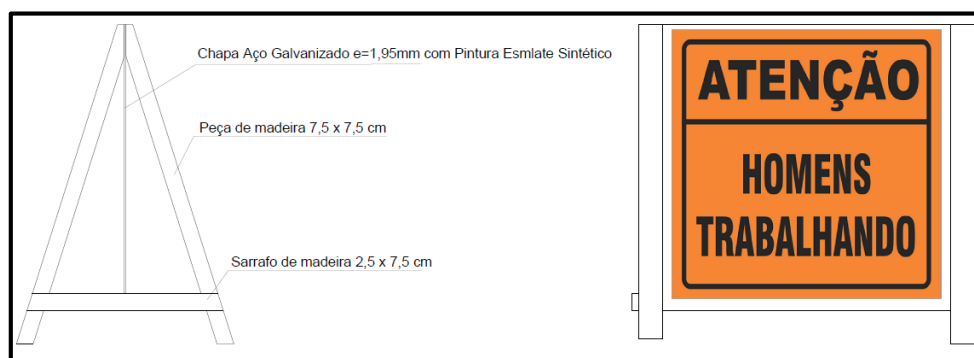 Chapa Aço Galvanizado e=1,95mm com Pintura Esmlate Sintético
Peça de madeira 7,5 x 7,5 cm
Sarrafo de madeira 2,5 x 7,5 cm
ATENÇÃO
HOMENS
TRABALHANDO